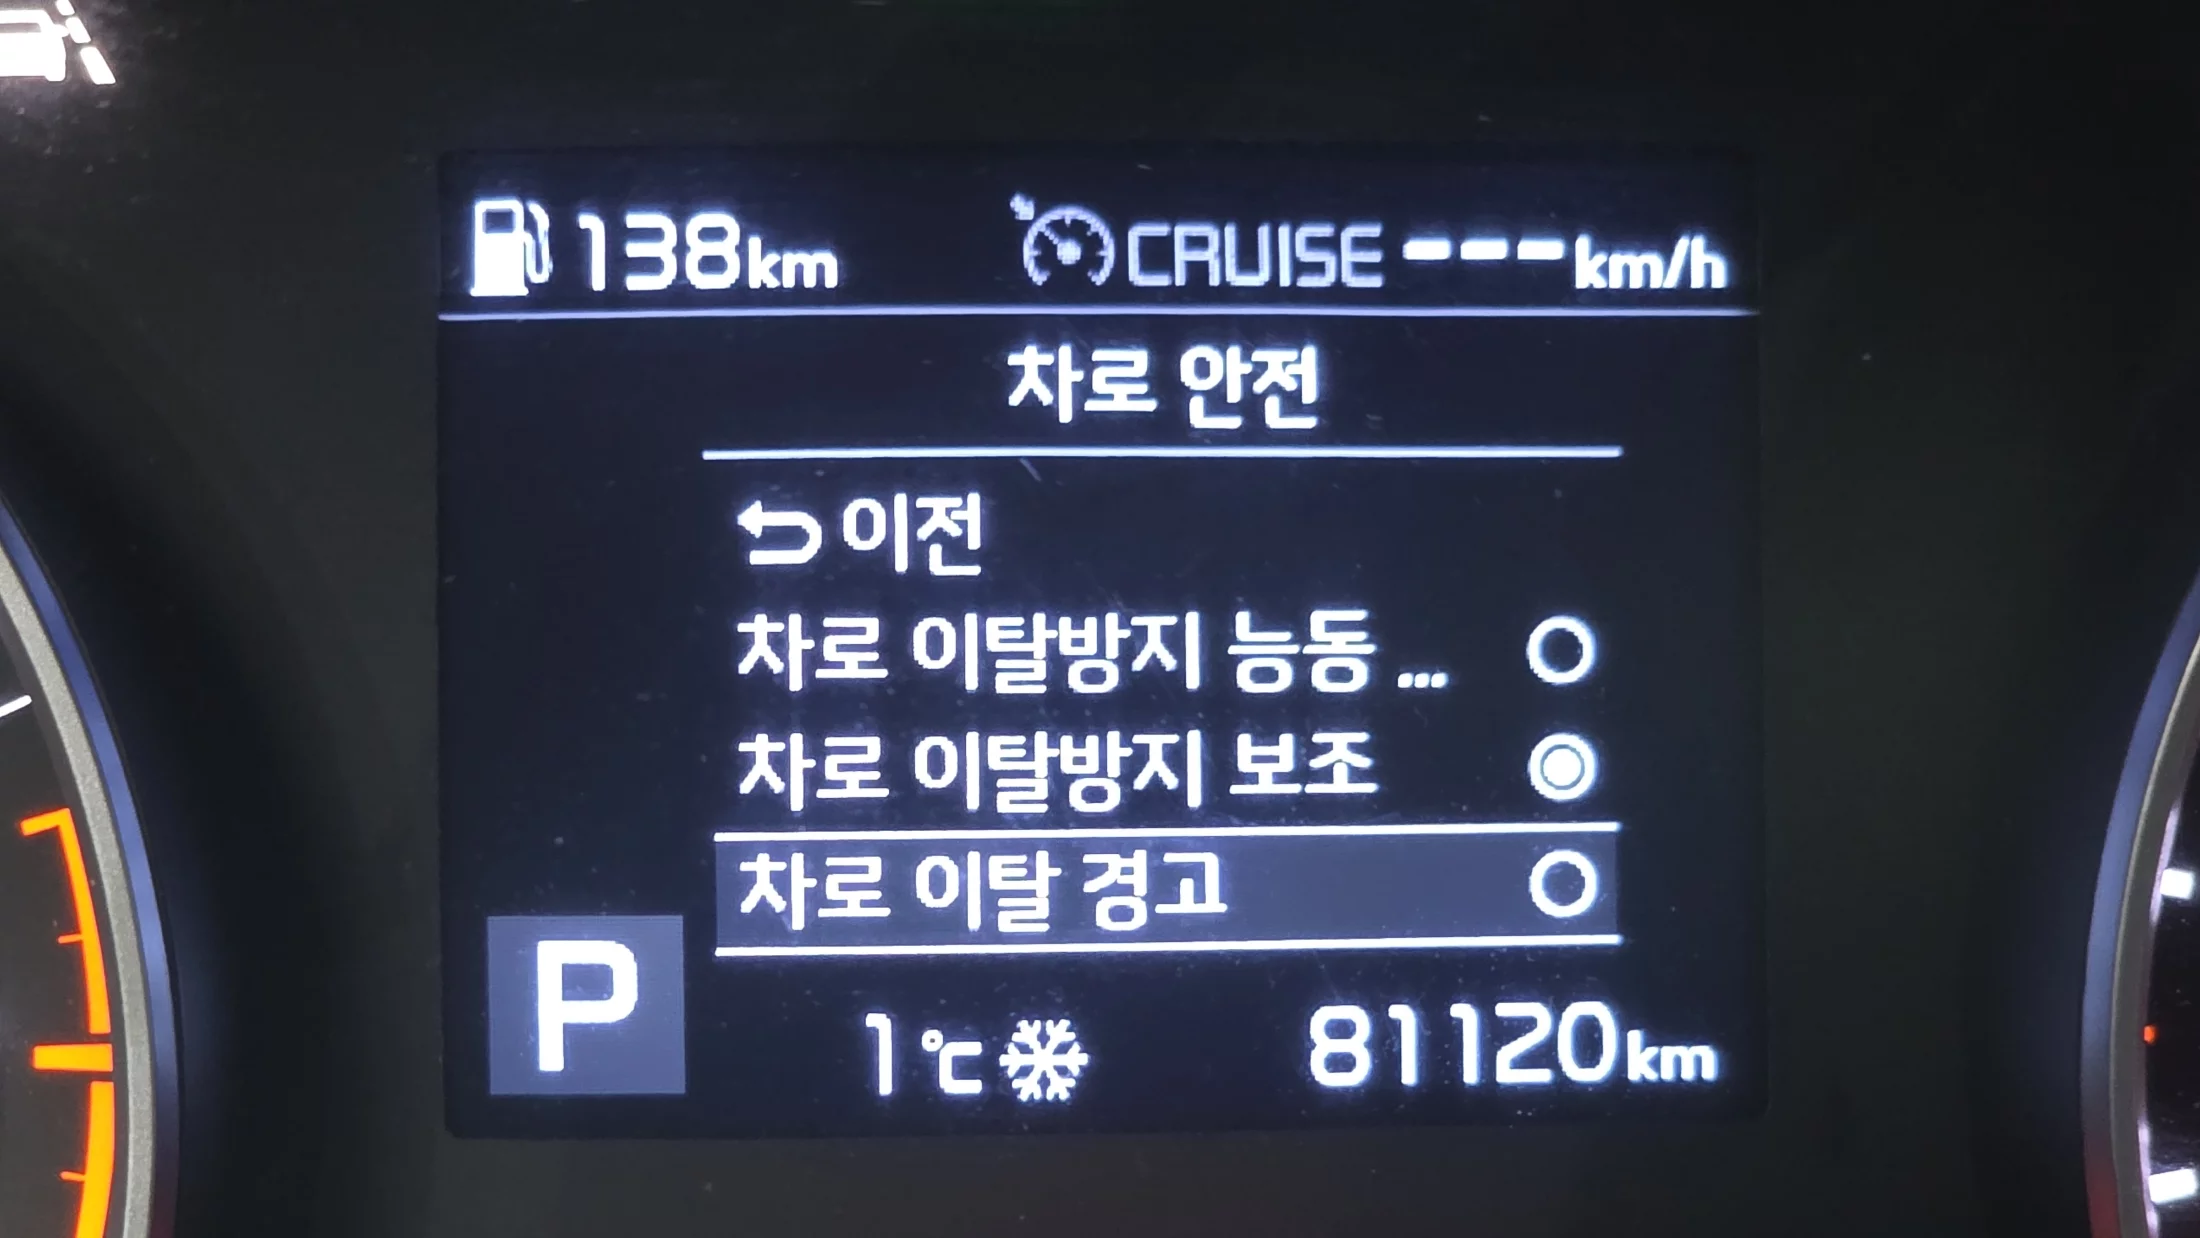 138km CRUISE ---km/h
차로 안전
이전
차로 이탈방지 능동 ...
차로 이탈방지 보조
차로 이탈 경고
P
1℃ 81120km